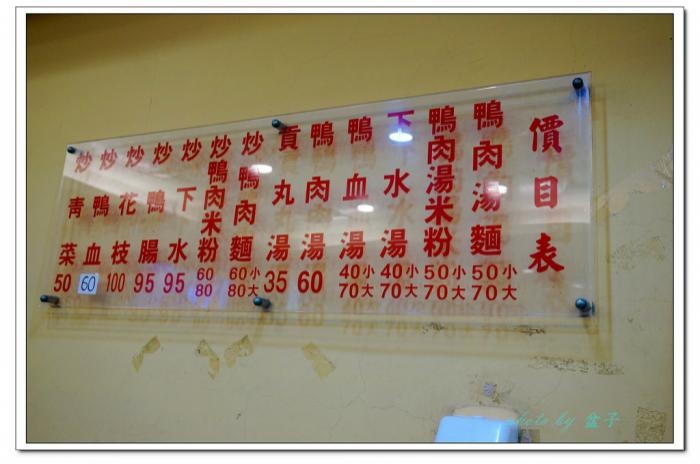 價目表
鴨肉湯麵 50小 70大
鴨肉湯米粉 50小 70大
下水湯 40小 70大
鴨血湯 40小 70大
鴨肉湯 60
貢丸湯 35
炒鴨肉麵 60小 80大
炒鴨肉米粉 60 80
炒下水 95
炒鴨腸 95
炒花枝 100
炒鴨血 60
炒青菜 50
photo by 盆子